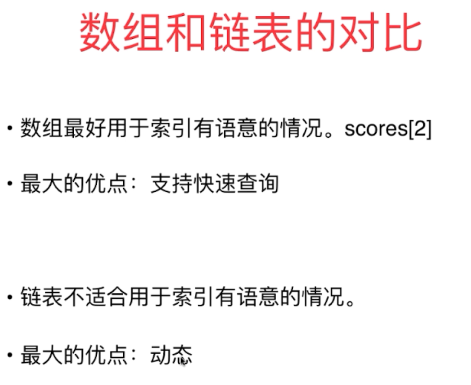 数组和链表的对比
• 数组最好用于索引有语意的情况。scores[2]
• 最大的优点：支持快速查询
• 链表不适合用于索引有语意的情况。
• 最大的优点：动态